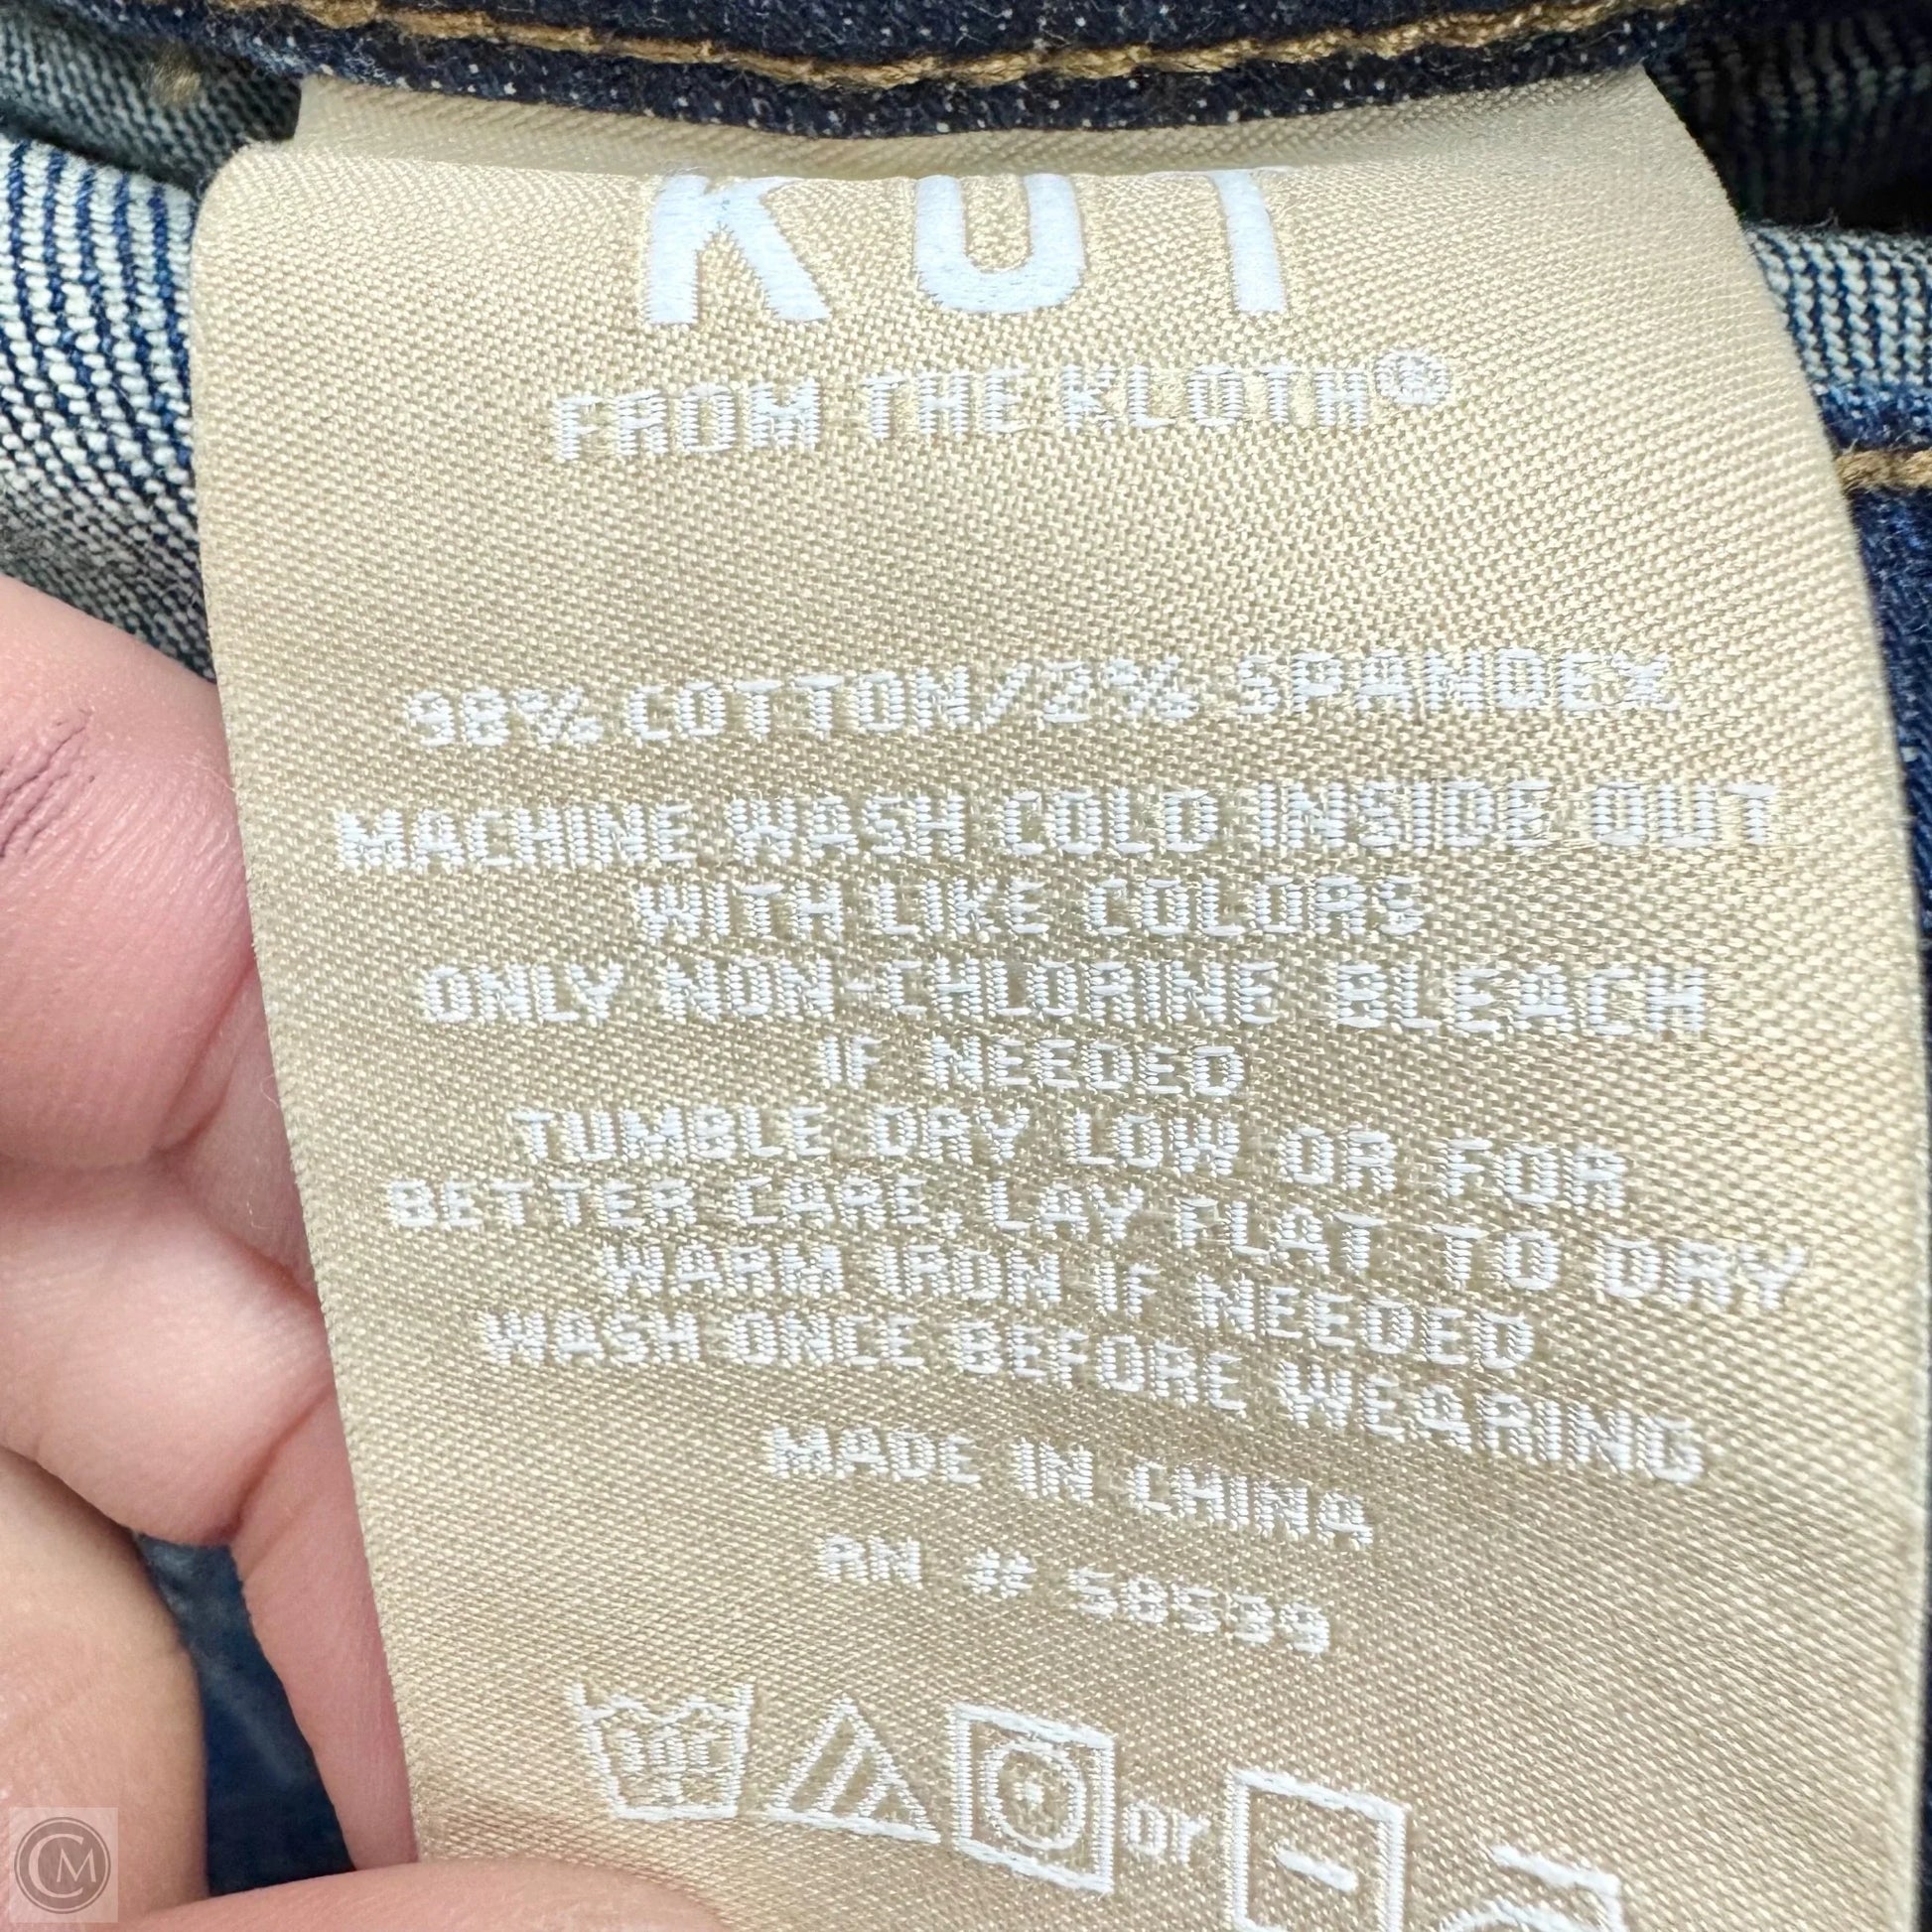 KUT
FROM THE KLOTH®
98% COTTON/2% SPANDEX
MACHINE WASH COLD INSIDE OUT
WITH LIKE COLORS
ONLY NON-CHLORINE BLEACH
IF NEEDED
TUMBLE DRY LOW OR FOR
BETTER CARE, LAY FLAT TO DRY
WARM IRON IF NEEDED
WASH ONCE BEFORE WEARING
MADE IN CHINA
RN # 58539
or
CM